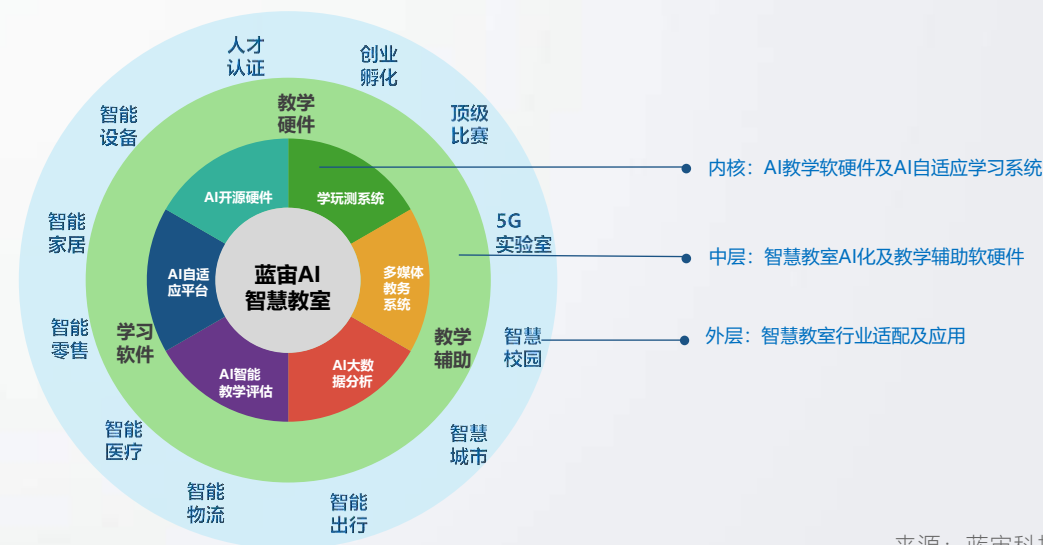 人才
认证
创业
孵化
顶级
比赛
5G
实验室
智慧
校园
智慧
城市
智能
出行
智能
物流
智能
医疗
智能
零售
智能
家居
智能
设备
教学
硬件
教学
辅助
学习
软件
AI开源硬件
学玩测系统
多媒体
教务
系统
AI大数
据分析
AI智能
教学评估
AI自适
应平台
蓝宙AI
智慧教室
内核：AI教学软硬件及AI自适应学习系统
中层：智慧教室AI化及教学辅助软硬件
外层：智慧教室行业适配及应用
来源：蓝宙科技